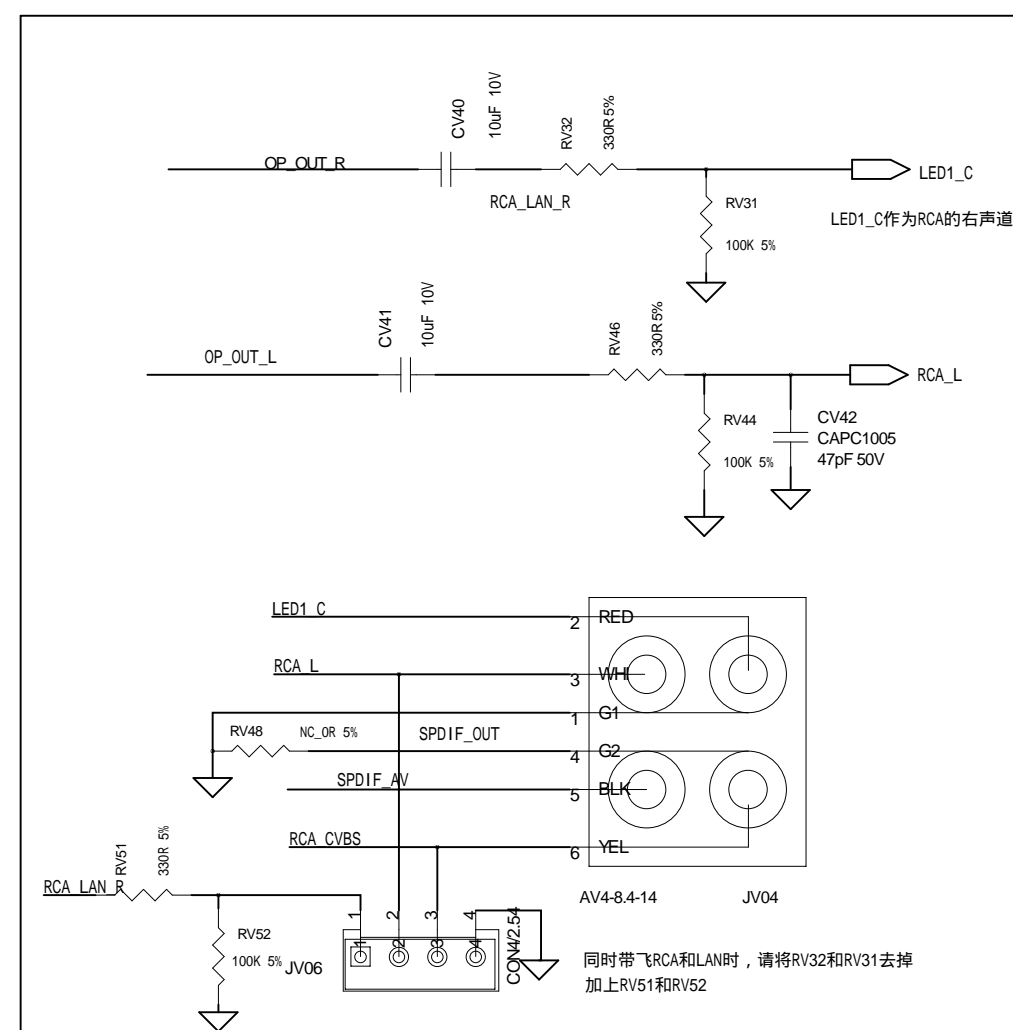 CV40
10uF 10V
RV32
330R 5%
OP_OUT_R
RCA_LAN_R
LED1_C
RV31
100K 5%
LED1_C作为RCA的右声道
CV41
10uF 10V
RV46
330R 5%
OP_OUT_L
RCA_L
RV44
100K 5%
CV42
CAPC1005
47pF 50V
LED1_C
2 RED
RCA_L
3 WHI
1 G1
RV48 NC_0R 5% SPDIF_OUT
4 G2
SPDIF_AV
5 BLK
RCA_CVBS
6 YEL
AV4-8.4-14 JV04
RV51
330R 5%
RCA_LAN_R
RV52
100K 5%
1 2 3 4
1 2 3 4
JV06
CON4/2.54
同时带飞RCA和LAN时，请将RV32和RV31去掉
加上RV51和RV52